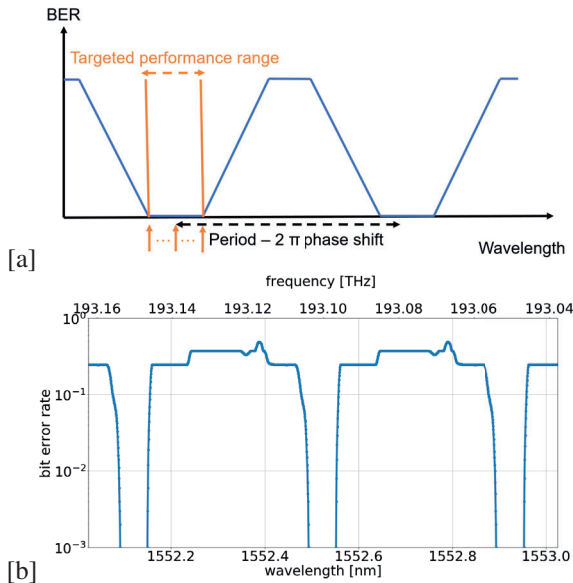 BER
Targeted performance range
... ...
Period – 2 π phase shift
Wavelength
[a]
frequency [THz]
193.16 193.14 193.12 193.10 193.08 193.06 193.04
10⁰
10⁻¹
10⁻²
10⁻³
bit error rate
1552.2 1552.4 1552.6 1552.8 1553.0
wavelength [nm]
[b]